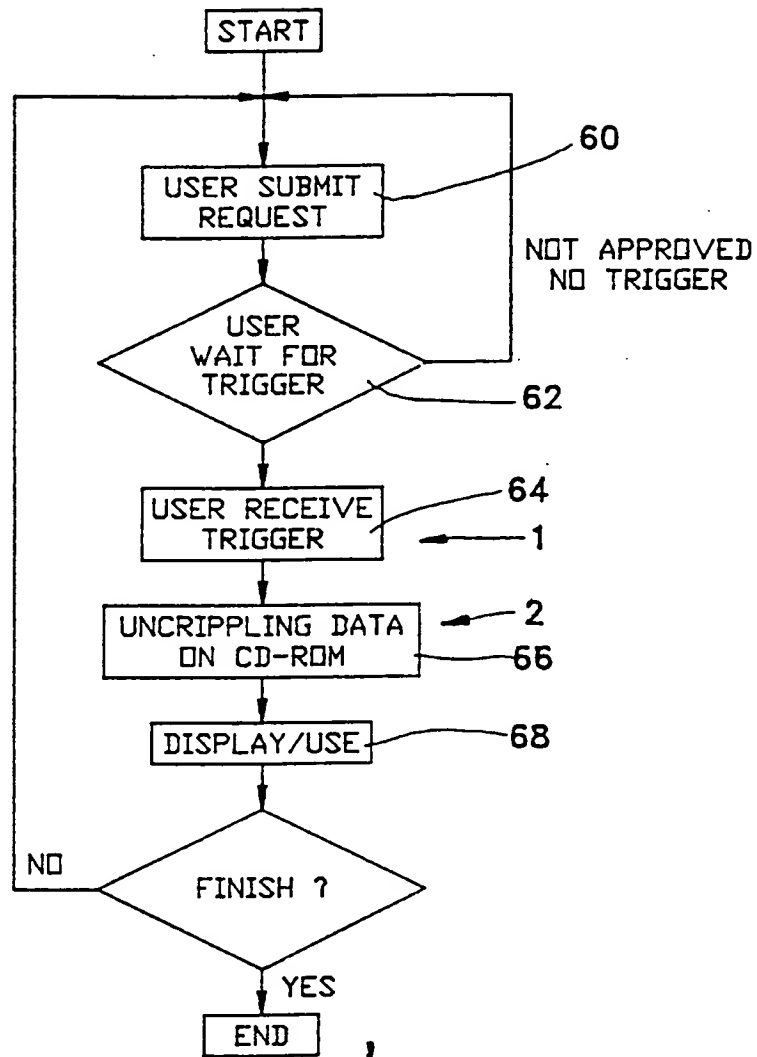 START
60
USER SUBMIT
REQUEST
NOT APPROVED
NO TRIGGER
USER
WAIT FOR
TRIGGER
62
64
USER RECEIVE
TRIGGER
1
2
UNCRIPPLING DATA
ON CD-ROM
66
68
DISPLAY/USE
NO
FINISH ?
YES
END